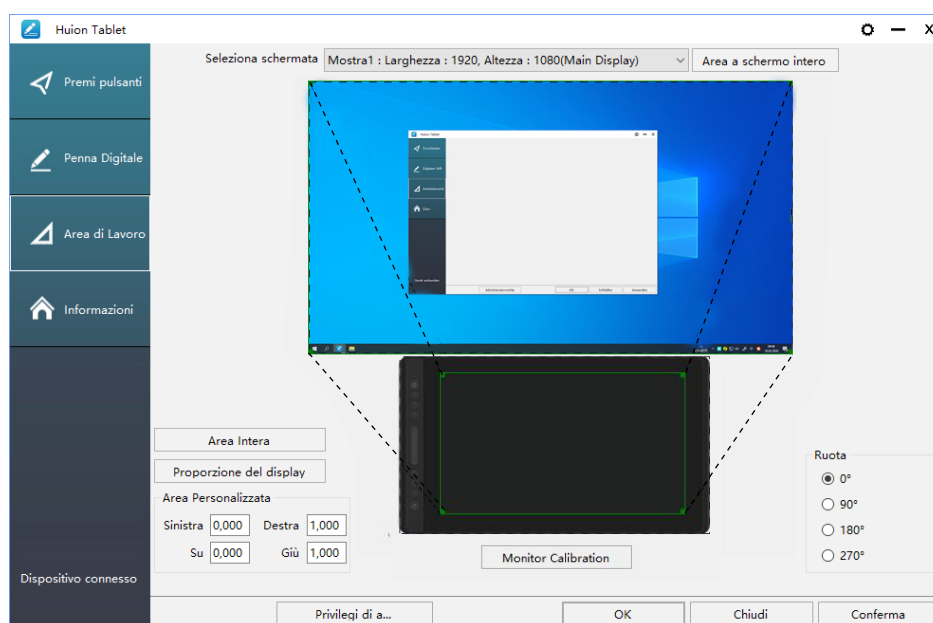 Huion Tablet
Seleziona schermata Mostra1 : Larghezza : 1920, Altezza : 1080(Main Display) Area a schermo intero
Premi pulsanti
Penna Digitale
Area di Lavoro
Informazioni
Dispositivo connesso
Huion Tablet
Area Intera
Proporzione del display
Area Personalizzata
Sinistra 0,000 Destra 1,000
Su 0,000 Giù 1,000
Monitor Calibration
Ruota
0°
90°
180°
270°
Privilegi di a... OK Chiudi Conferma